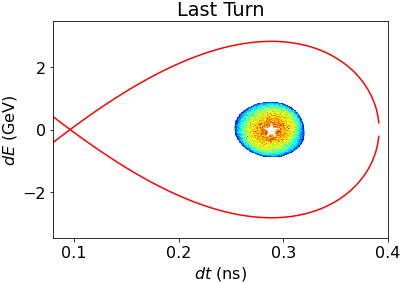 Last Turn
dE (GeV)
2
0
−2
0.1 0.2 0.3 0.4
dt (ns)